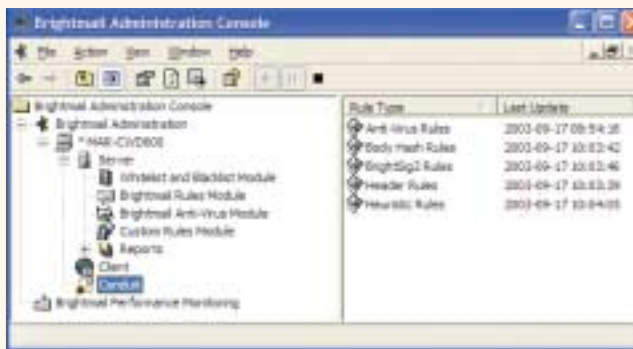 Brightmail Administration Console
File Action View Window Help
Brightmail Administration Console
Brightmail Administration
* MAR-CWD600
Server
Whitelist and Blacklist Module
Brightmail Rules Module
Brightmail Anti-Virus Module
Custom Rules Module
Reports
Client
Conduit
Brightmail Performance Monitoring
Rule Type Last Update
Anti-Virus Rules 2003-09-17
Body Hash Rules 2003-09-17 10:03:42
BrightSig2 Rules 2003-09-17 10:03:46
Header Rules 2003-09-17 10:03:39
Heuristic Rules 2003-09-17 10:04:05